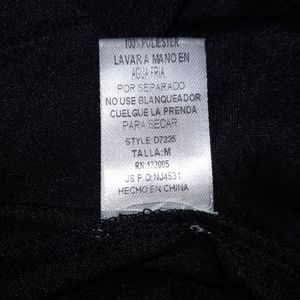 100% POLIESTER
LAVAR A MANO EN
AGUA FRIA
POR SEPARADO
NO USE BLANQUEADOR
CUELGUE LA PRENDA
PARA SECAR
STYLE: D7235
TALLA: M
RN
JS P.O: NJ4531
HECHO EN CHINA